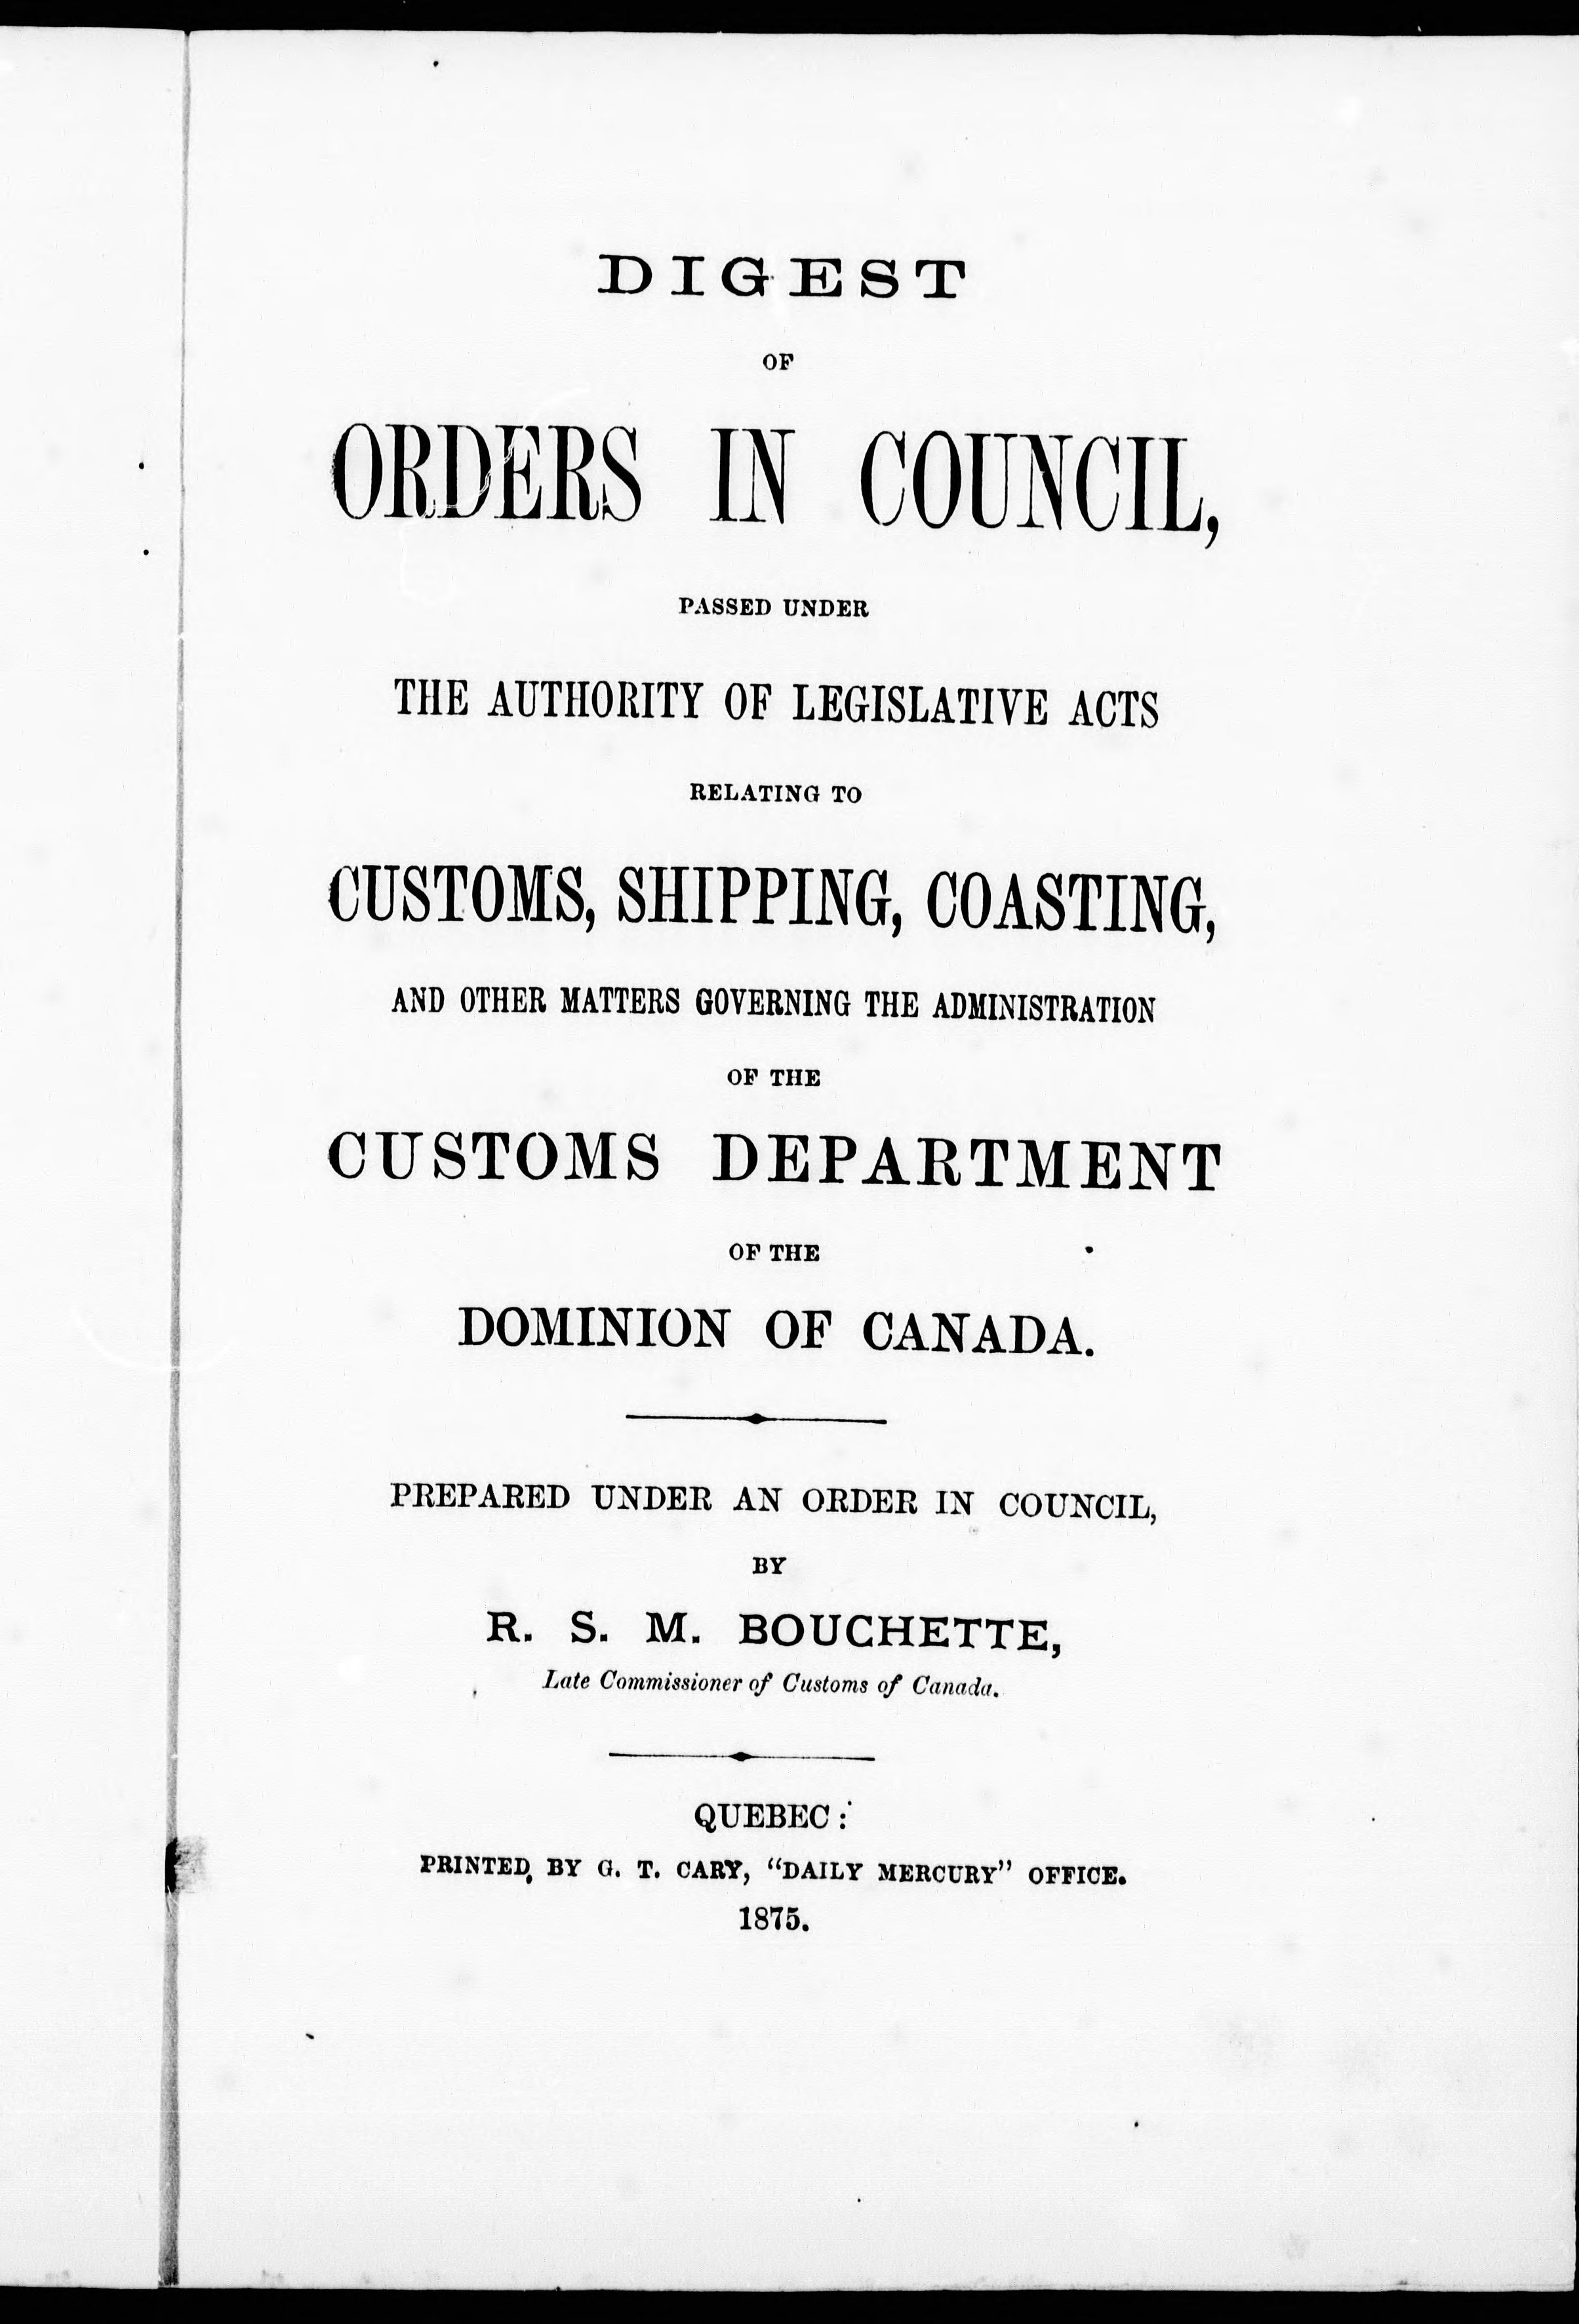 DIGEST
OF
ORDERS IN COUNCIL,
PASSED UNDER
THE AUTHORITY OF LEGISLATIVE ACTS
RELATING TO
CUSTOMS, SHIPPING, COASTING,
AND OTHER MATTERS GOVERNING THE ADMINISTRATION
OF THE
CUSTOMS DEPARTMENT
OF THE
DOMINION OF CANADA.
PREPARED UNDER AN ORDER IN COUNCIL,
BY
R. S. M. BOUCHETTE,
Late Commissioner of Customs of Canada.
QUEBEC:
PRINTED BY G. T. CARY, "DAILY MERCURY" OFFICE.
1875.